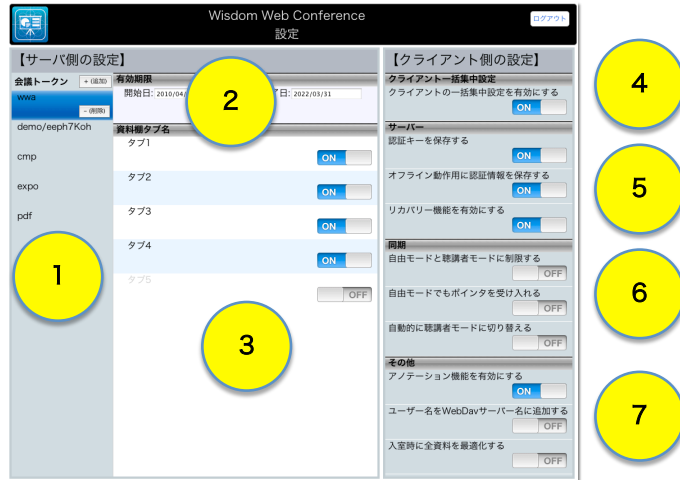 Wisdom Web Conference
設定
ログアウト
【サーバ側の設定】
【クライアント側の設定】
会議トークン
+ (追加)
wwa
- (削除)
demo/eeph7Koh
cmp
expo
pdf
1
有効期限
開始日: 2010/04/
了日: 2022/03/31
2
資料棚タブ名
タブ1
ON
タブ2
ON
タブ3
ON
タブ4
ON
タブ5
OFF
3
クライアント一括集中設定
クライアントの一括集中設定を有効にする
ON
4
サーバー
認証キーを保存する
ON
オフライン動作用に認証情報を保存する
ON
リカバリー機能を有効にする
ON
5
同期
自由モードと聴講者モードに制限する
OFF
自由モードでもポインタを受け入れる
OFF
自動的に聴講者モードに切り替える
OFF
6
その他
アノテーション機能を有効にする
ON
ユーザー名をWebDavサーバー名に追加する
OFF
入室時に全資料を最適化する
OFF
7